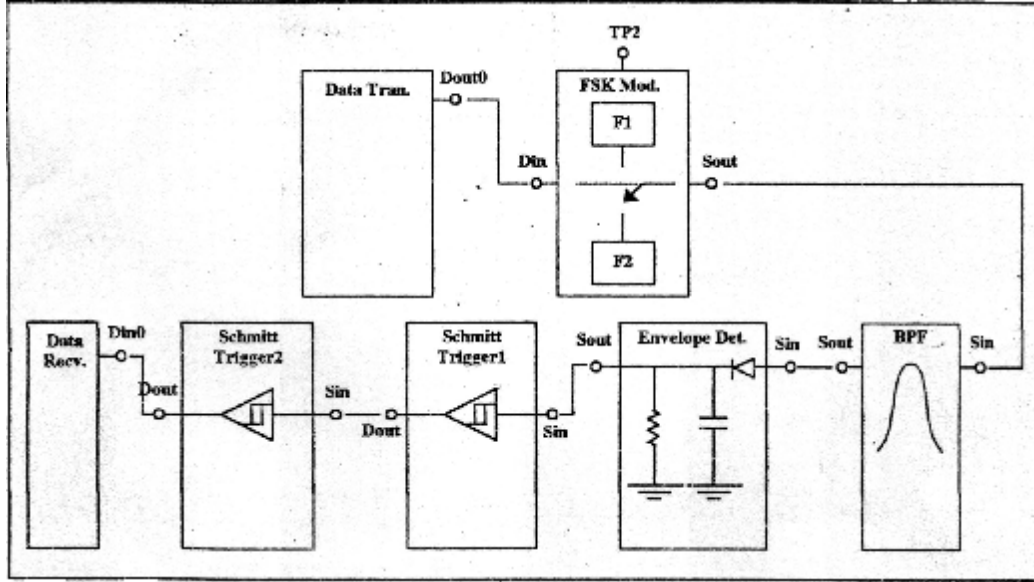 TP2
Data Tran.
Dout0
FSK Mod.
F1
Din
Sout
F2
Data
Recv.
Din0
Dout
Schmitt
Trigger2
Sin
Dout
Schmitt
Trigger1
Sin
Sout
Envelope Det.
Sin
Sout
BPF
Sin